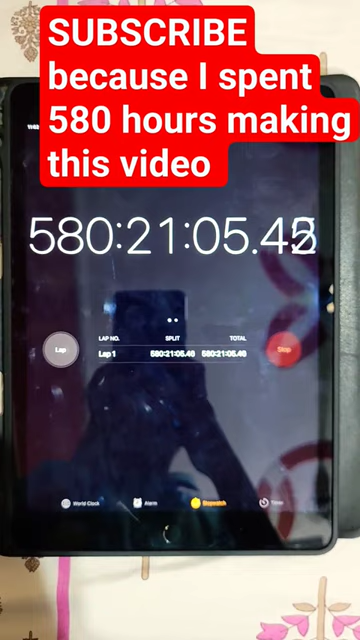 SUBSCRIBE
because I spent
580 hours making
this video
580:21:05.42
LAP NO. SPLIT TOTAL
Lap 1 580:21:05.40 580:21:05.40
Lap Stop
World Clock Alarm Stopwatch Timer